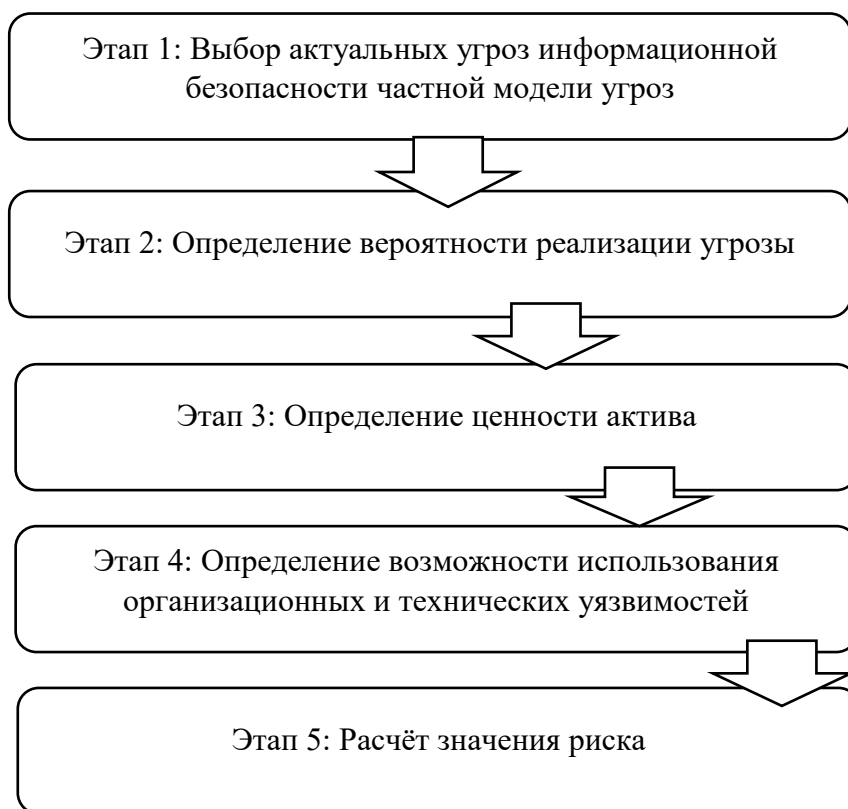 Этап 1: Выбор актуальных угроз информационной
безопасности частной модели угроз
Этап 2: Определение вероятности реализации угрозы
Этап 3: Определение ценности актива
Этап 4: Определение возможности использования
организационных и технических уязвимостей
Этап 5: Расчёт значения риска